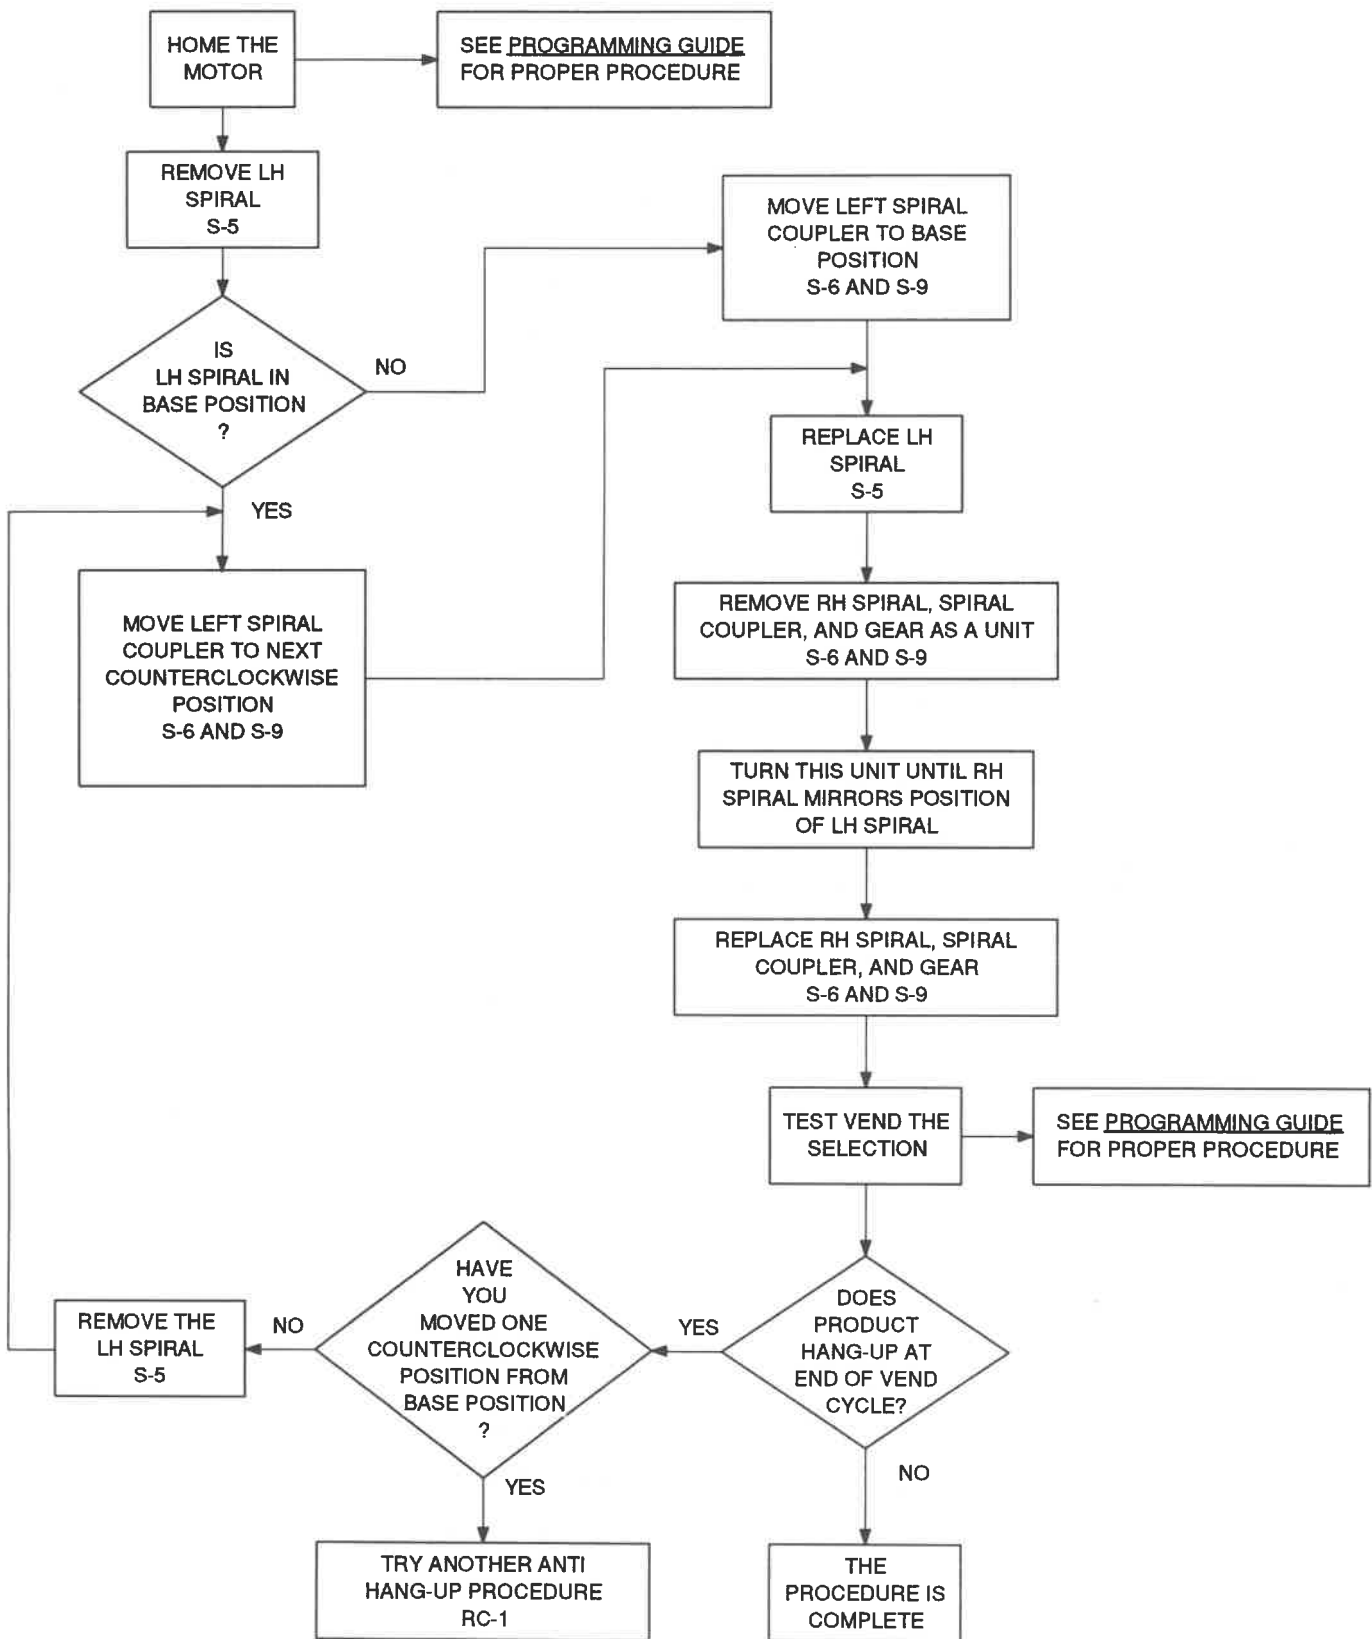 HOME THE
MOTOR
SEE PROGRAMMING GUIDE
FOR PROPER PROCEDURE
REMOVE LH
SPIRAL
S-5
IS
LH SPIRAL IN
BASE POSITION
?
NO
YES
MOVE LEFT SPIRAL
COUPLER TO BASE
POSITION
S-6 AND S-9
MOVE LEFT SPIRAL
COUPLER TO NEXT
COUNTERCLOCKWISE
POSITION
S-6 AND S-9
REPLACE LH
SPIRAL
S-5
REMOVE RH SPIRAL, SPIRAL
COUPLER, AND GEAR AS A UNIT
S-6 AND S-9
TURN THIS UNIT UNTIL RH
SPIRAL MIRRORS POSITION
OF LH SPIRAL
REPLACE RH SPIRAL, SPIRAL
COUPLER, AND GEAR
S-6 AND S-9
TEST VEND THE
SELECTION
SEE PROGRAMMING GUIDE
FOR PROPER PROCEDURE
DOES
PRODUCT
HANG-UP AT
END OF VEND
CYCLE?
YES
NO
HAVE
YOU
MOVED ONE
COUNTERCLOCKWISE
POSITION FROM
BASE POSITION
?
NO
YES
REMOVE THE
LH SPIRAL
S-5
TRY ANOTHER ANTI
HANG-UP PROCEDURE
RC-1
THE
PROCEDURE IS
COMPLETE